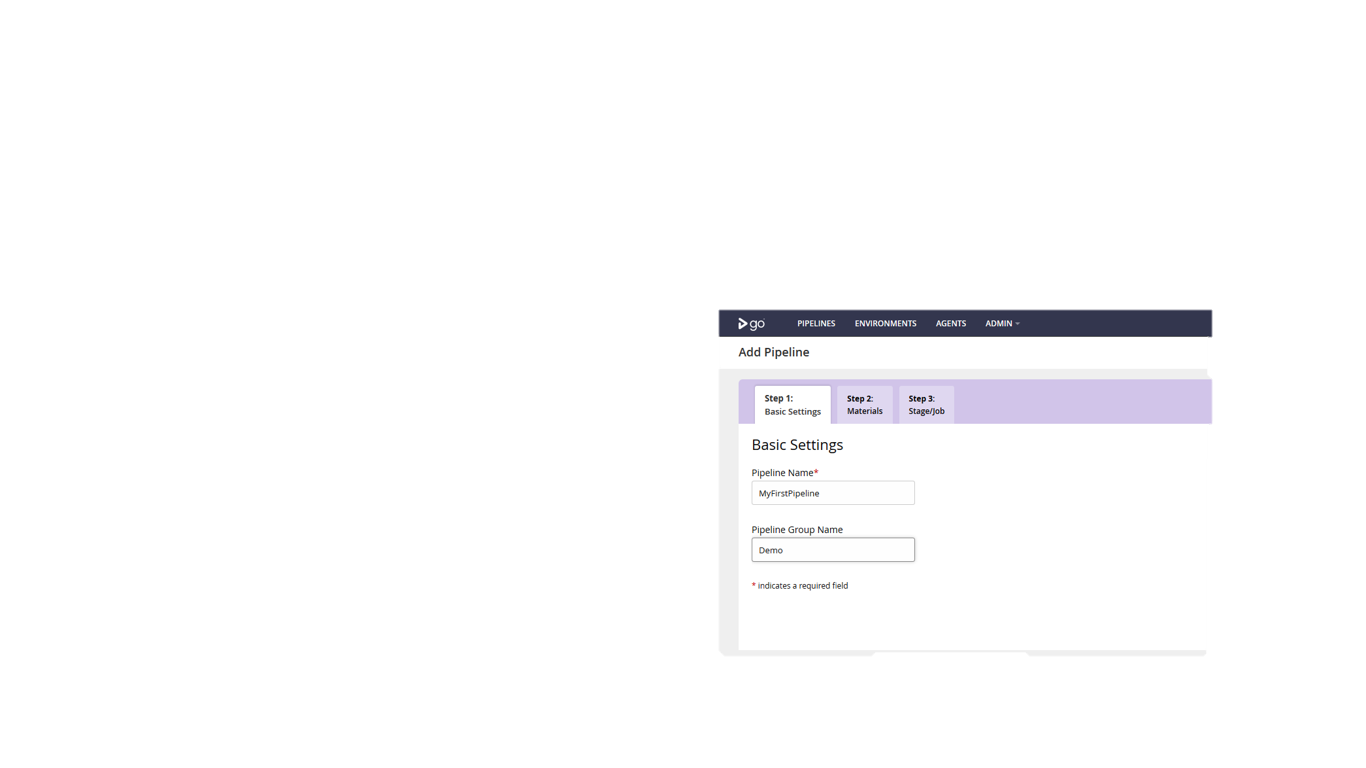 go PIPELINES ENVIRONMENTS AGENTS ADMIN
Add Pipeline
Step 1: Step 2: Step 3:
Basic Settings Materials Stage/Job
Basic Settings
Pipeline Name*
MyFirstPipeline
Pipeline Group Name
Demo
* indicates a required field